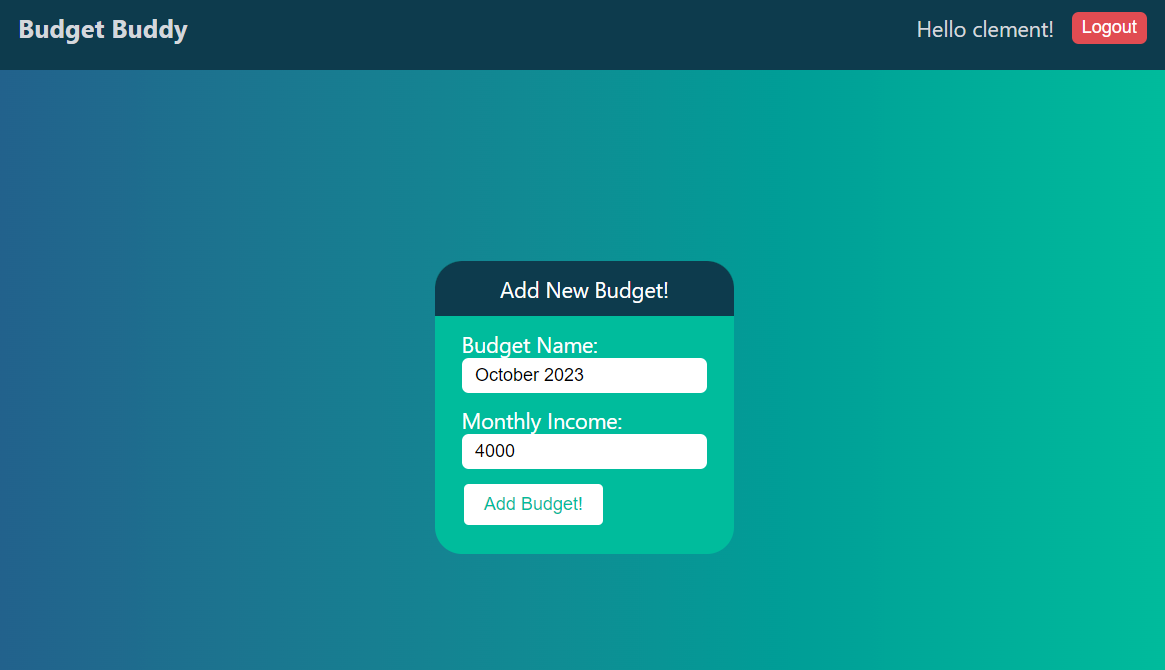 Budget Buddy
Hello clement! Logout
Add New Budget!
Budget Name:
October 2023
Monthly Income:
4000
Add Budget!